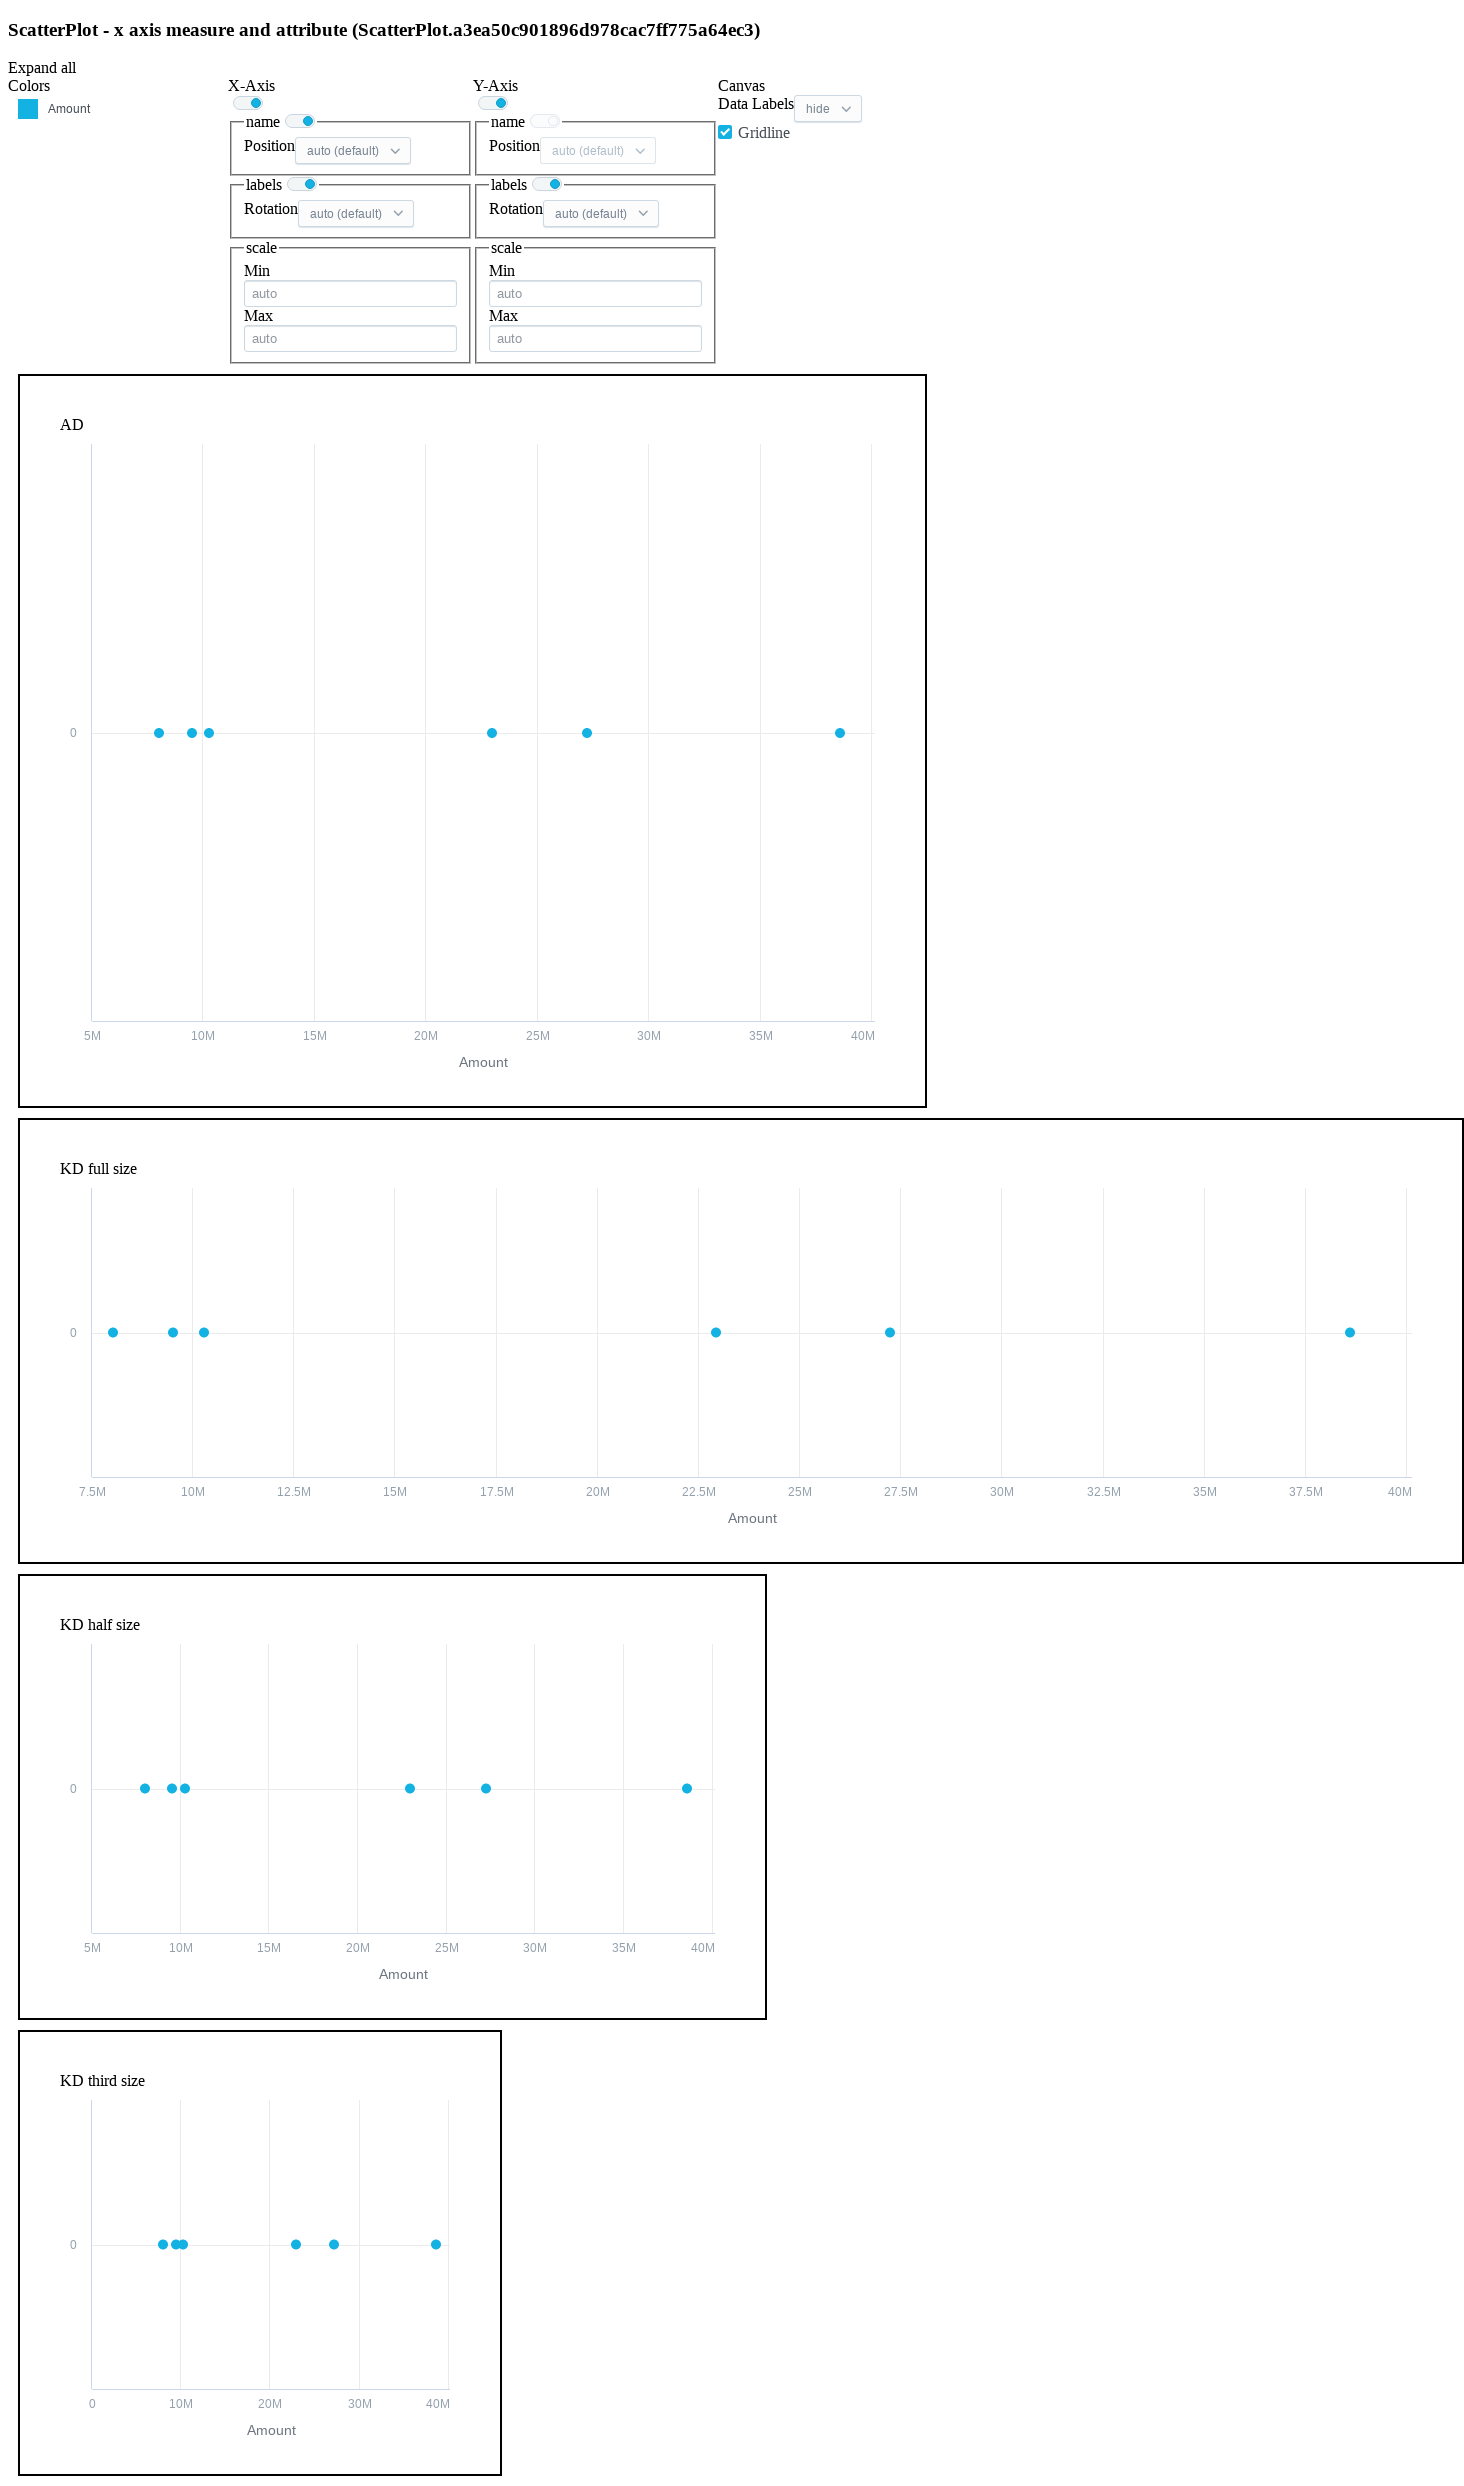 ScatterPlot - x axis measure and attribute (ScatterPlot.a3ea50c901896d978cac7ff775a64ec3)
Expand all
Colors
Amount
X-Axis
name
Position auto (default)
labels
Rotation auto (default)
scale
Min
auto
Max
auto
Y-Axis
name
Position auto (default)
labels
Rotation auto (default)
scale
Min
auto
Max
auto
Canvas
Data Labels hide
Gridline
AD
0
5M 10M 15M 20M 25M 30M 35M 40M
Amount
KD full size
0
7.5M 10M 12.5M 15M 17.5M 20M 22.5M 25M 27.5M 30M 32.5M 35M 37.5M 40M
Amount
KD half size
0
5M 10M 15M 20M 25M 30M 35M 40M
Amount
KD third size
0
0 10M 20M 30M 40M
Amount